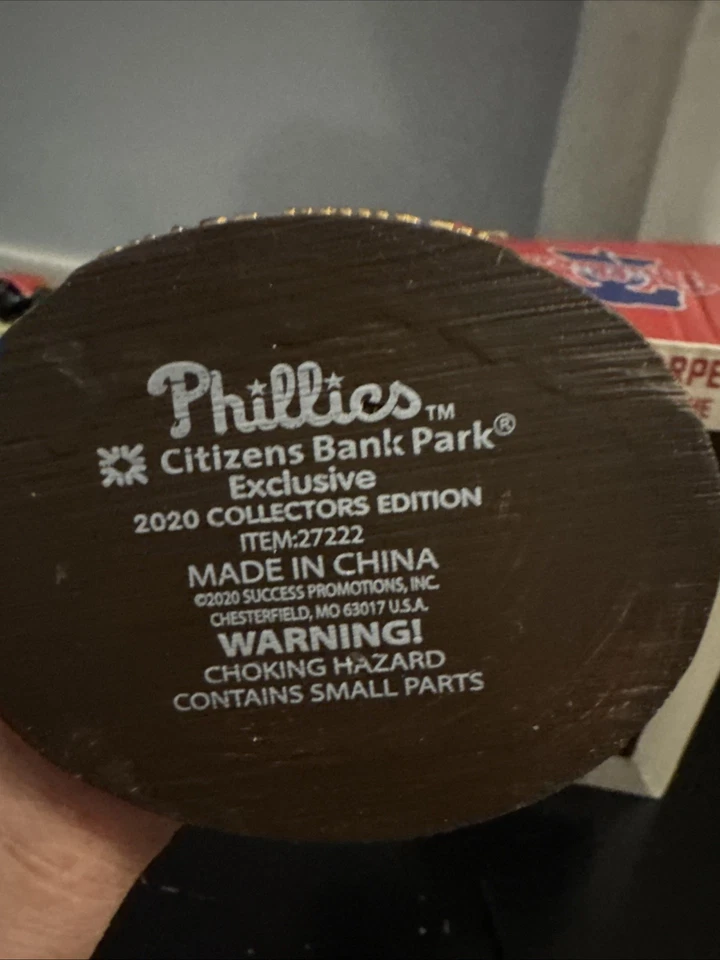 Phillies™
Citizens Bank Park®
Exclusive
2020 COLLECTORS EDITION
ITEM:27222
MADE IN CHINA
©2020 SUCCESS PROMOTIONS, INC.
CHESTERFIELD, MO 63017 U.S.A.
WARNING!
CHOKING HAZARD
CONTAINS SMALL PARTS